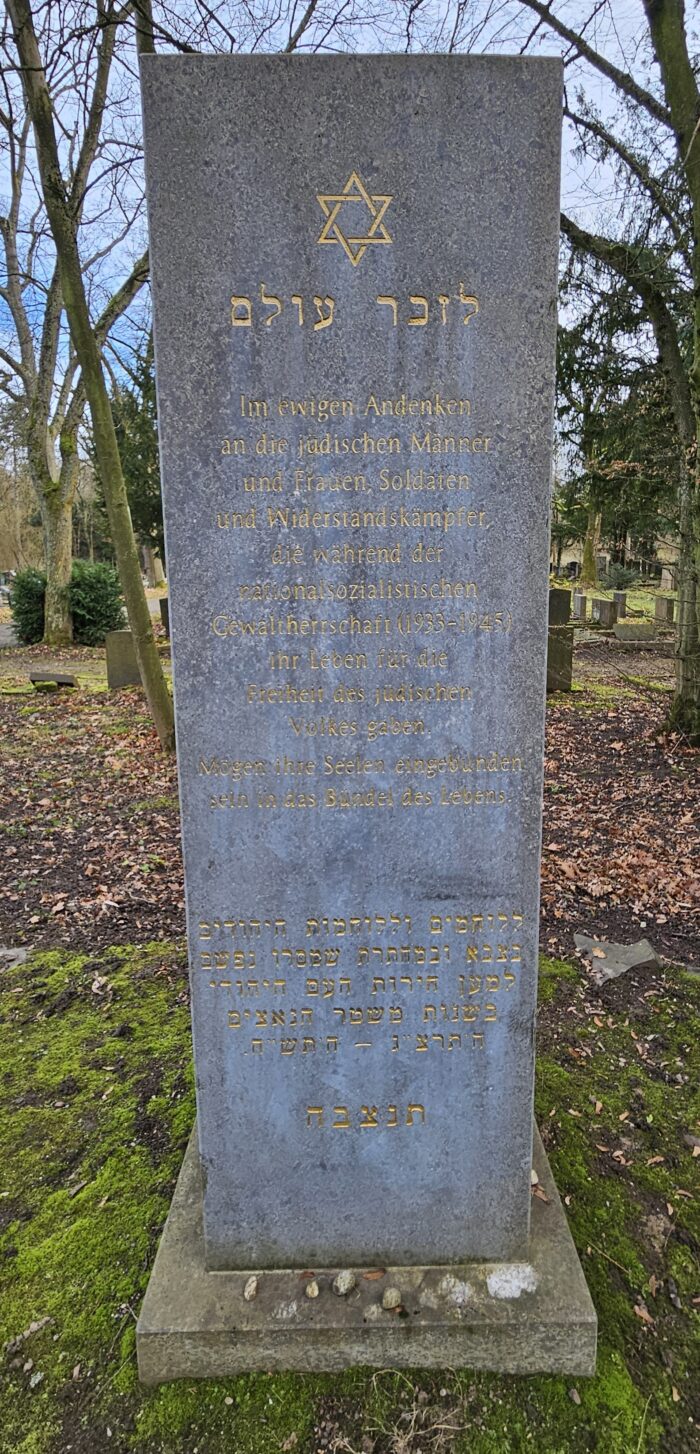 לזכר עולם
Im ewigen Andenken
an die jüdischen Männer
und Frauen, Soldaten
und Widerstandskämpfer,
die während der
nationalsozialistischen
Gewaltherrschaft (1933-1945)
ihr Leben für die
Freiheit des jüdischen
Volkes gaben.
Mögen ihre Seelen eingebunden
sein in das Bündel des Lebens.
ללוחמים וללוחמות היהודים
בצבא ובמחתרת שמסרו נפשם
למען חירות העם היהודי
בשנות משטר הנאצים
ה׳תרצ״ג – ה׳תש״ה.
תנצבה